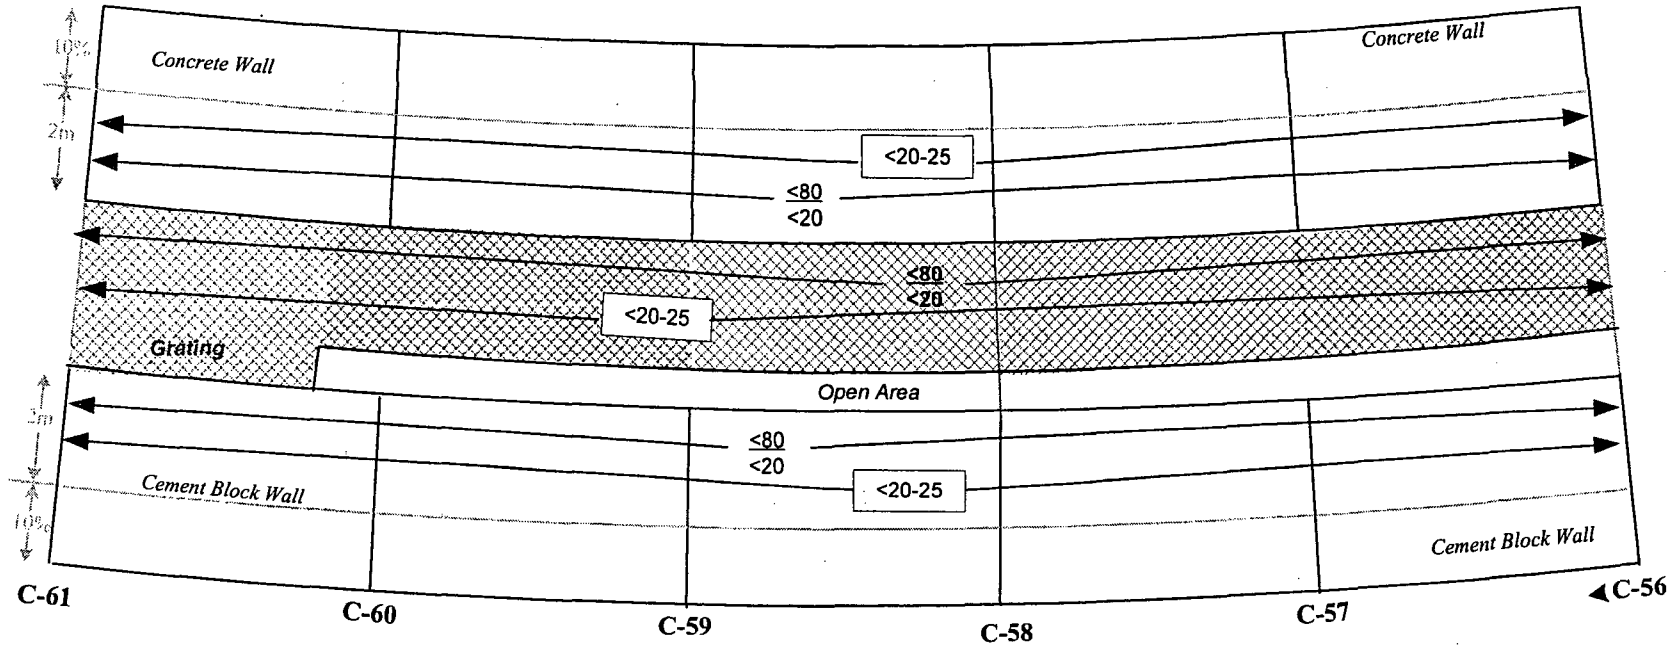 10%
Concrete Wall
Concrete Wall
2m
<20-25
<80
<20
<80
<20
<20-25
Grating
Open Area
2m
<80
<20
<20-25
Cement Block Wall
10%
Cement Block Wall
C-61
C-60
C-59
C-58
C-57
C-56